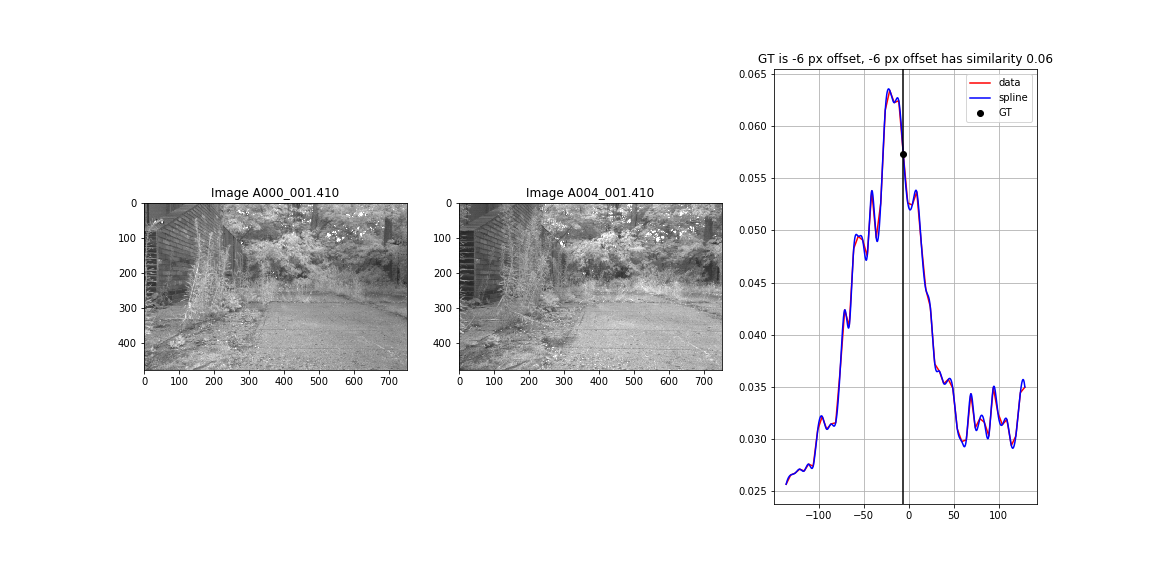 Image A000_001.410
0
100
200
300
400
0 100 200 300 400 500 600 700
Image A004_001.410
0
100
200
300
400
0 100 200 300 400 500 600 700
GT is -6 px offset, -6 px offset has similarity 0.06
0.065
0.060
0.055
0.050
0.045
0.040
0.035
0.030
0.025
−100 −50 0 50 100
data
spline
GT